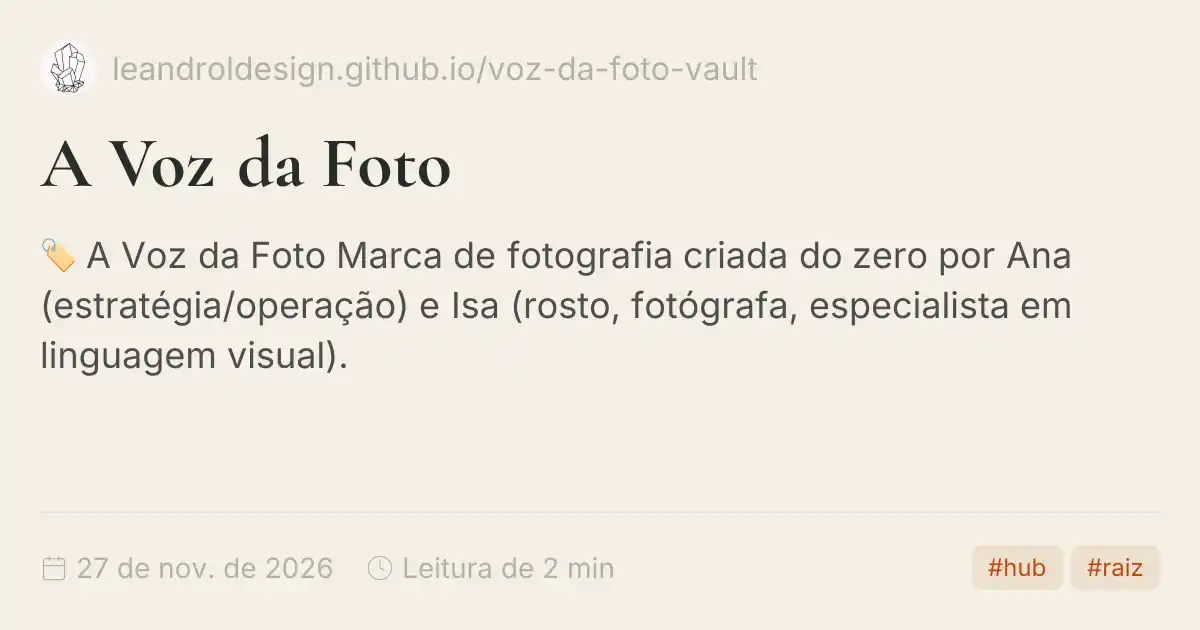 leandroldesign.github.io/voz-da-foto-vault
A Voz da Foto
🏷️ A Voz da Foto Marca de fotografia criada do zero por Ana
(estratégia/operação) e Isa (rosto, fotógrafa, especialista em
linguagem visual).
27 de nov. de 2026 Leitura de 2 min #hub #raiz